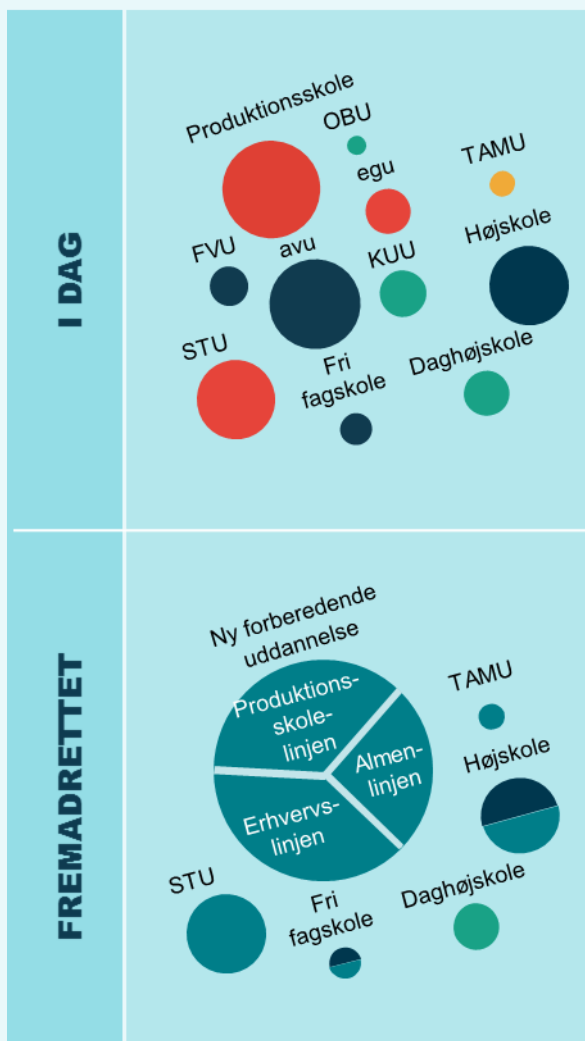 I DAG
Produktionsskole
OBU
egu
TAMU
FVU
avu
KUU
Højskole
STU
Fri
fagskole
Daghøjskole
FREMADRETTET
Ny forberedende
uddannelse
Produktions-
skole-
linjen
Almen-
linjen
Erhvervs-
linjen
TAMU
Højskole
STU
Fri
fagskole
Daghøjskole